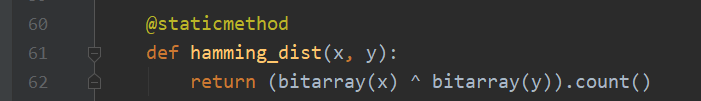 60 @staticmethod
61 def hamming_dist(x, y):
62 return (bitarray(x) ^ bitarray(y)).count()